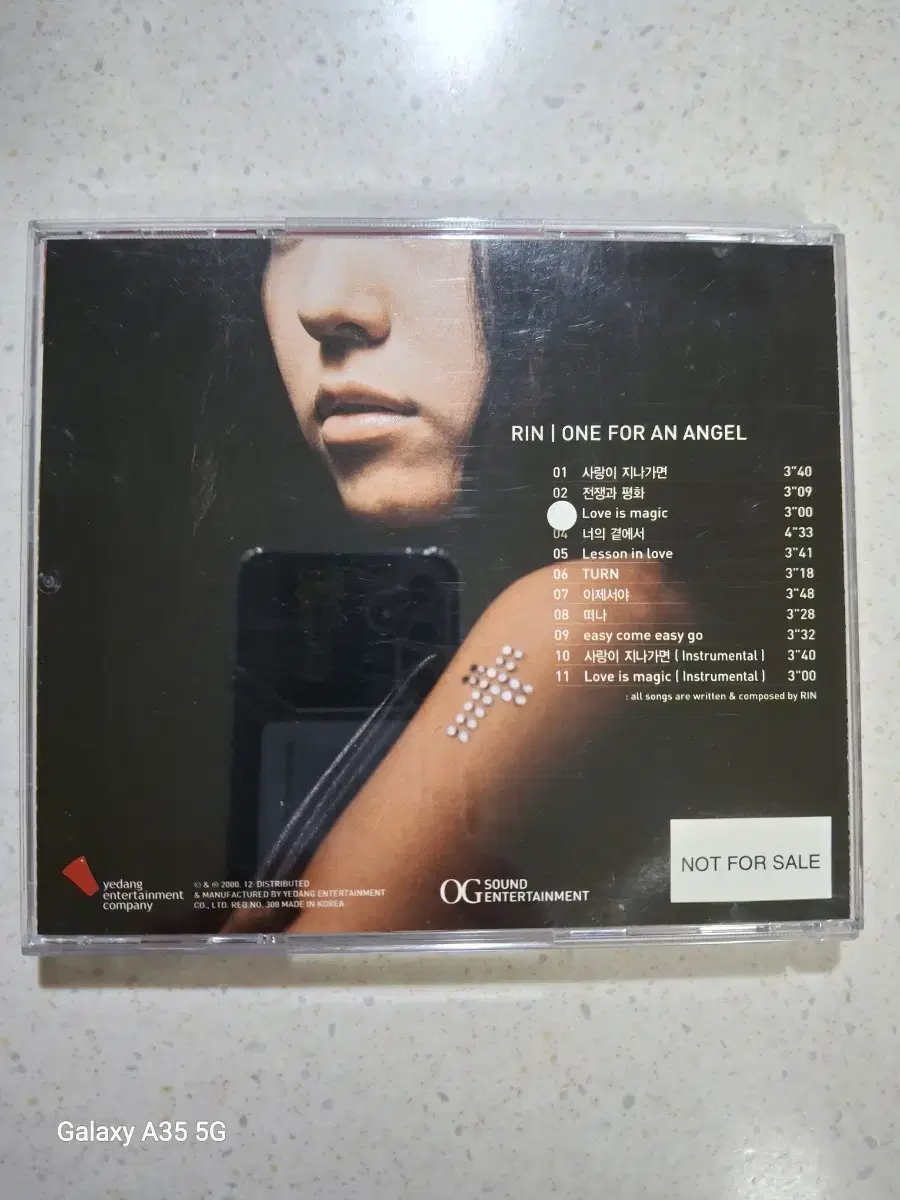 RIN | ONE FOR AN ANGEL
01 사랑이 지나가면 3"40
02 전쟁과 평화 3"09
Love is magic 3"00
04 너의 곁에서 4"33
05 Lesson in love 3"41
06 TURN 3"18
07 이제서야 3"48
08 떠나 3"28
09 easy come easy go 3"32
10 사랑이 지나가면 ( Instrumental ) 3"40
11 Love is magic ( Instrumental ) 3"00
: all songs are written & composed by RIN
NOT FOR SALE
yedang
entertainment
company
© & ℗ 2000. 12 DISTRIBUTED
& MANUFACTURED BY YEDANG ENTERTAINMENT
CO., LTD. REG NO. 308 MADE IN KOREA
OG SOUND
ENTERTAINMENT
Galaxy A35 5G